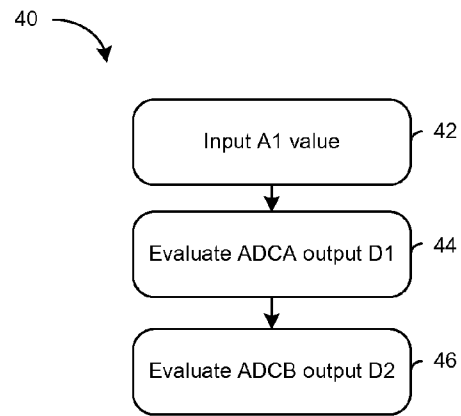 40
Input A1 value
42
Evaluate ADCA output D1
44
Evaluate ADCB output D2
46